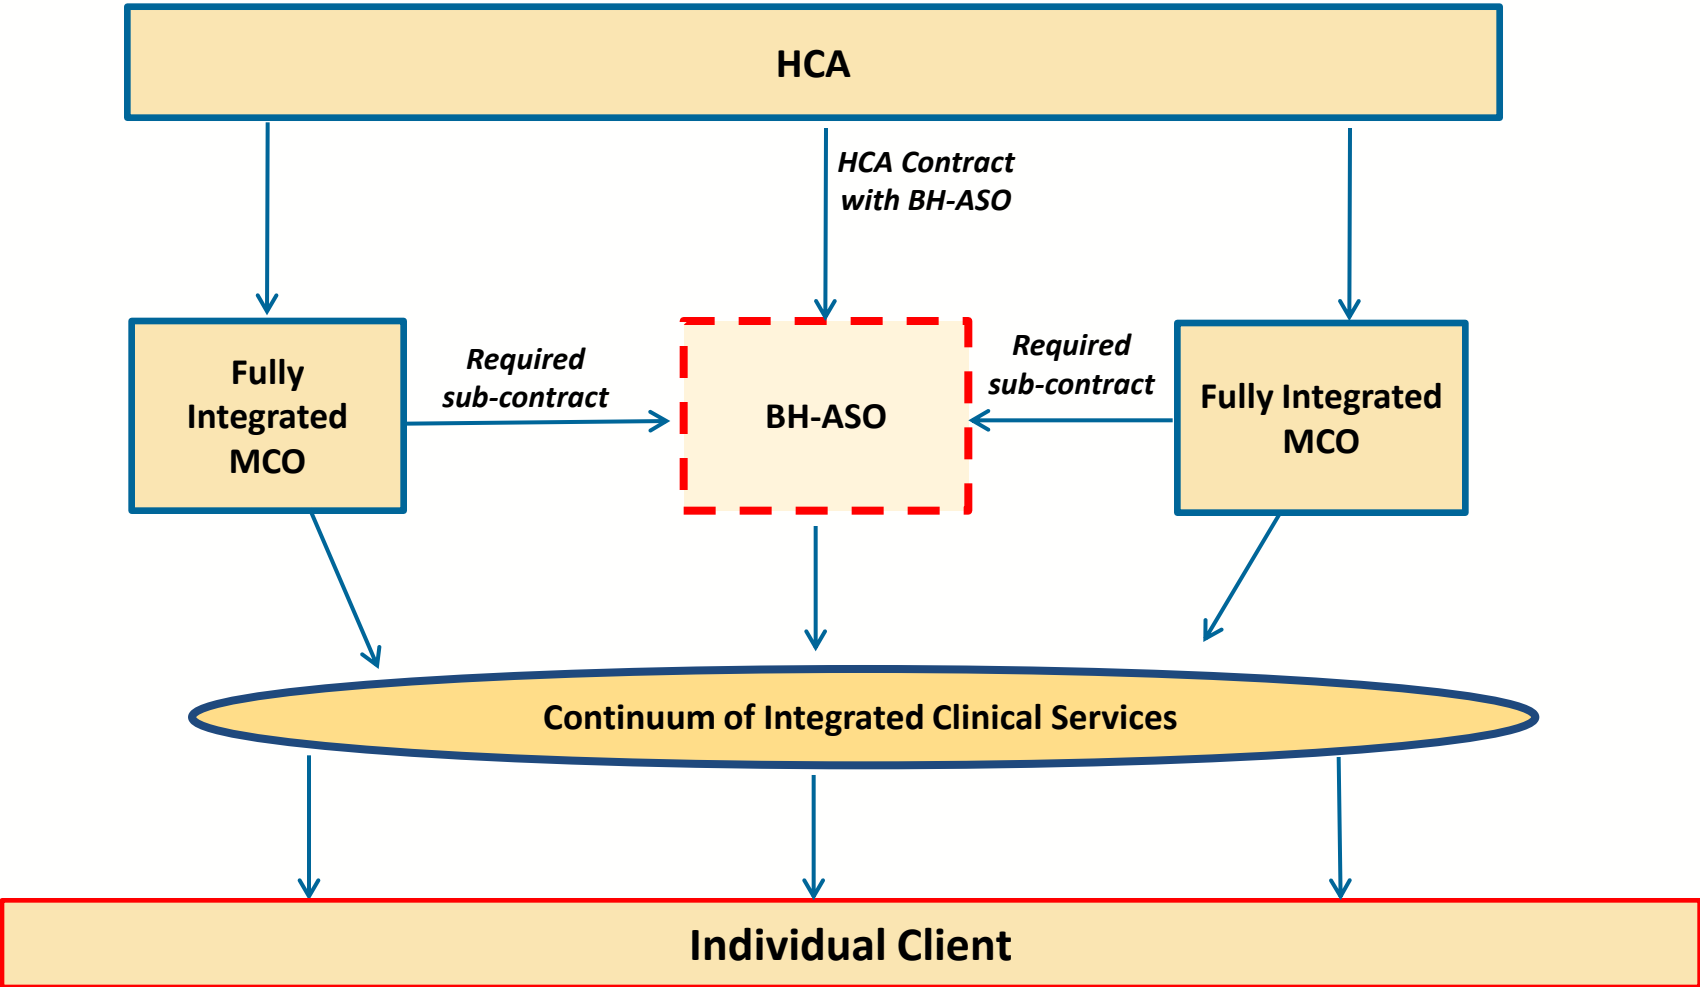 HCA
HCA Contract
with BH-ASO
Fully
Integrated
MCO
Required
sub-contract
BH-ASO
Required
sub-contract
Fully Integrated
MCO
Continuum of Integrated Clinical Services
Individual Client